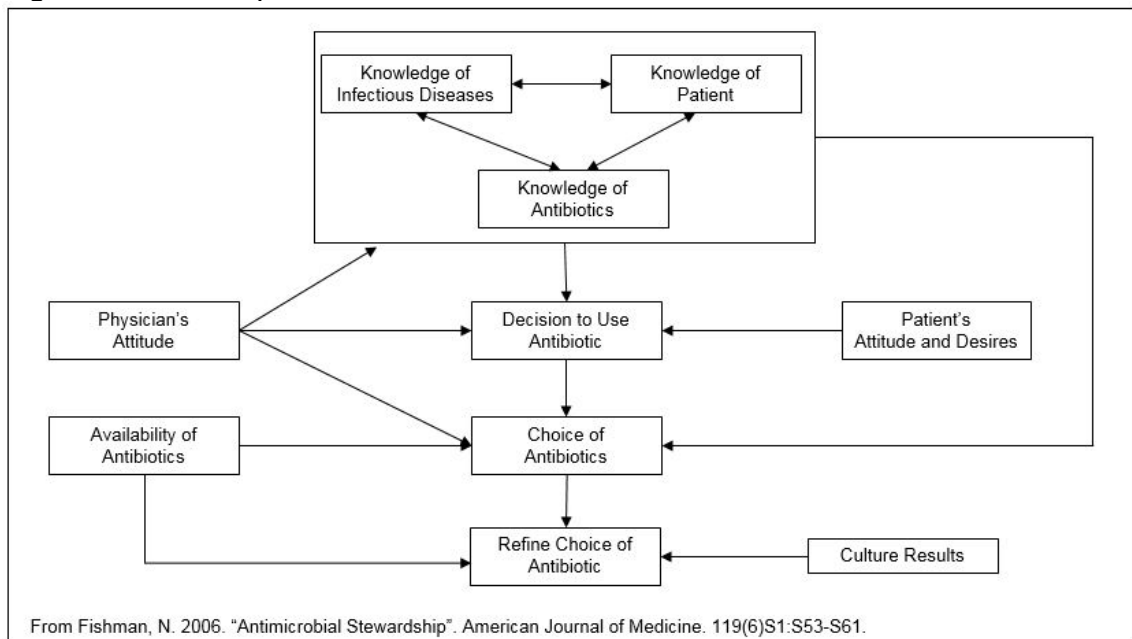 Knowledge of
Infectious Diseases
Knowledge of
Patient
Knowledge of
Antibiotics
Physician's
Attitude
Decision to Use
Antibiotic
Patient's
Attitude and Desires
Availability of
Antibiotics
Choice of
Antibiotics
Refine Choice of
Antibiotic
Culture Results
From Fishman, N. 2006. “Antimicrobial Stewardship”. American Journal of Medicine. 119(6)S1:S53-S61.